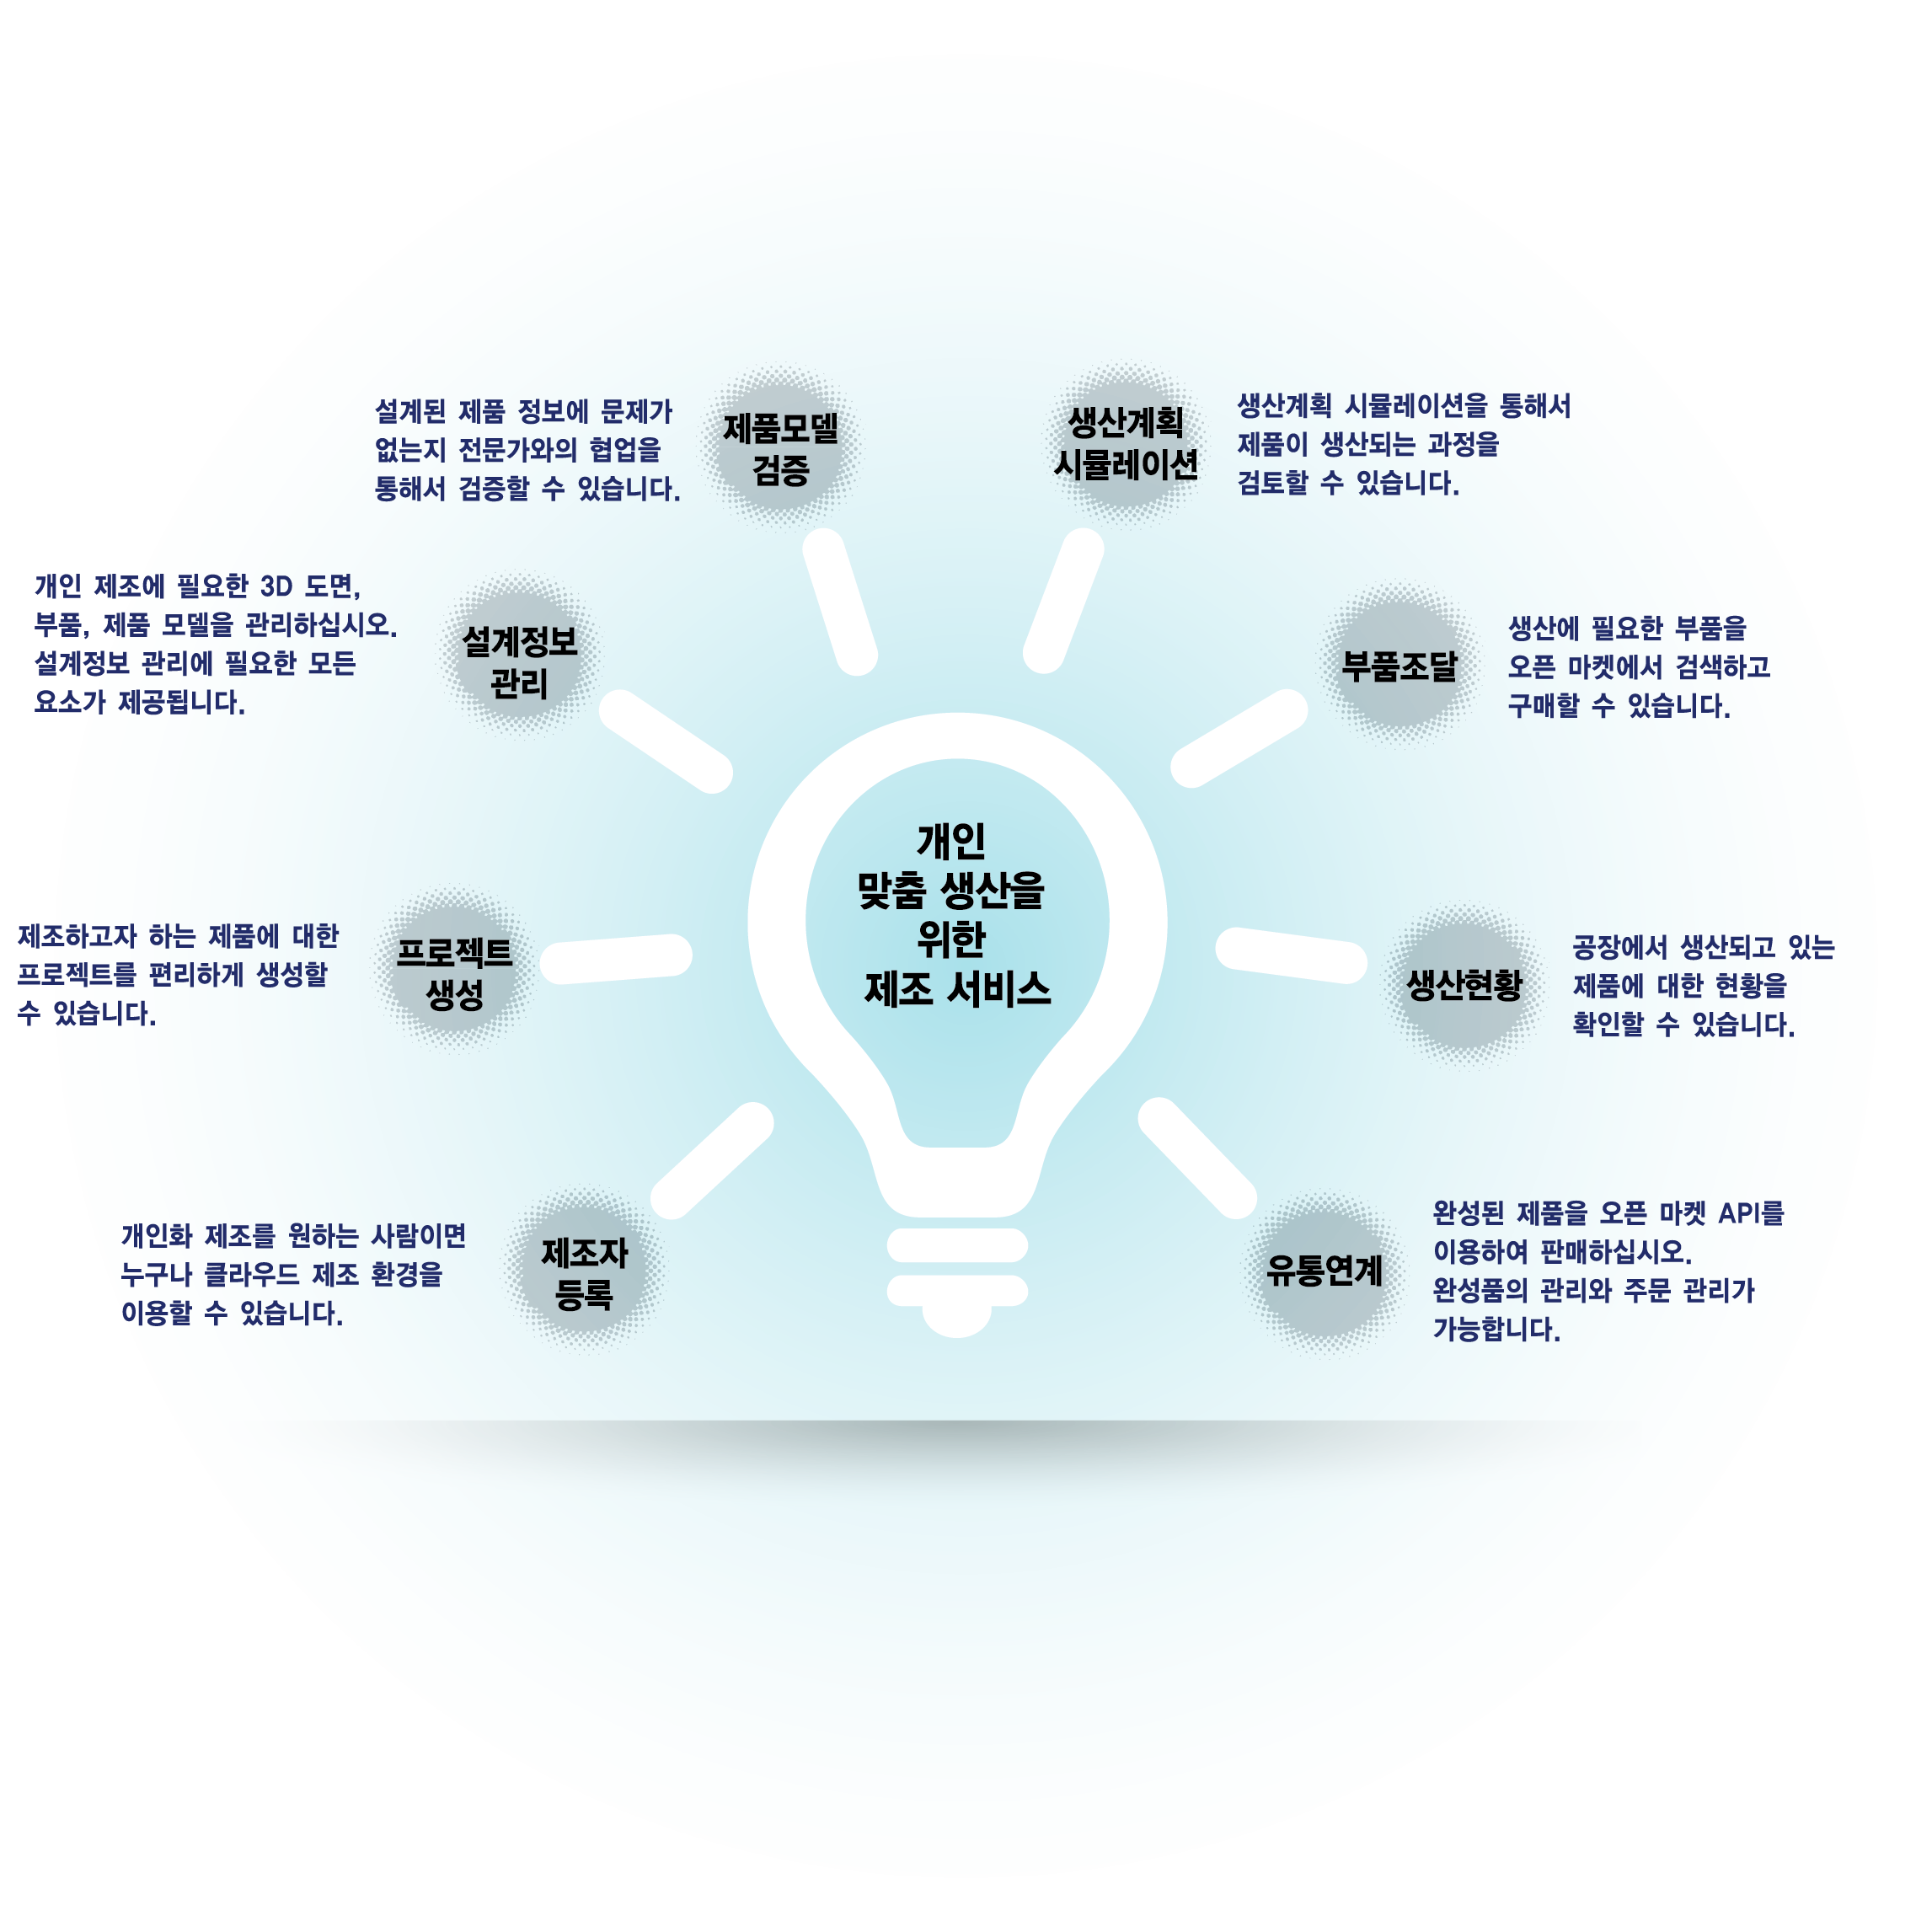 설계된 제품 정보에 문제가
없는지 전문가와의 협업을
통해서 검증할 수 있습니다.
제품모델
검증
생산계획
시뮬레이션
생산계획 시뮬레이션을 통해서
제품이 생산되는 과정을
검토할 수 있습니다.
개인 제조에 필요한 3D 도면,
부품, 제품 모델을 관리하십시오.
설계정보 관리에 필요한 모든
요소가 제공됩니다.
설계정보
관리
부품조달
생산에 필요한 부품을
오픈 마켓에서 검색하고
구매할 수 있습니다.
개인
맞춤 생산을
위한
제조 서비스
제조하고자 하는 제품에 대한
프로젝트를 편리하게 생성할
수 있습니다.
프로젝트
생성
생산현황
공장에서 생산되고 있는
제품에 대한 현황을
확인할 수 있습니다.
개인화 제조를 원하는 사람이면
누구나 클라우드 제조 환경을
이용할 수 있습니다.
제조자
등록
유통연계
완성된 제품을 오픈 마켓 API를
이용하여 판매하십시오.
완성품의 관리와 주문 관리가
가능합니다.